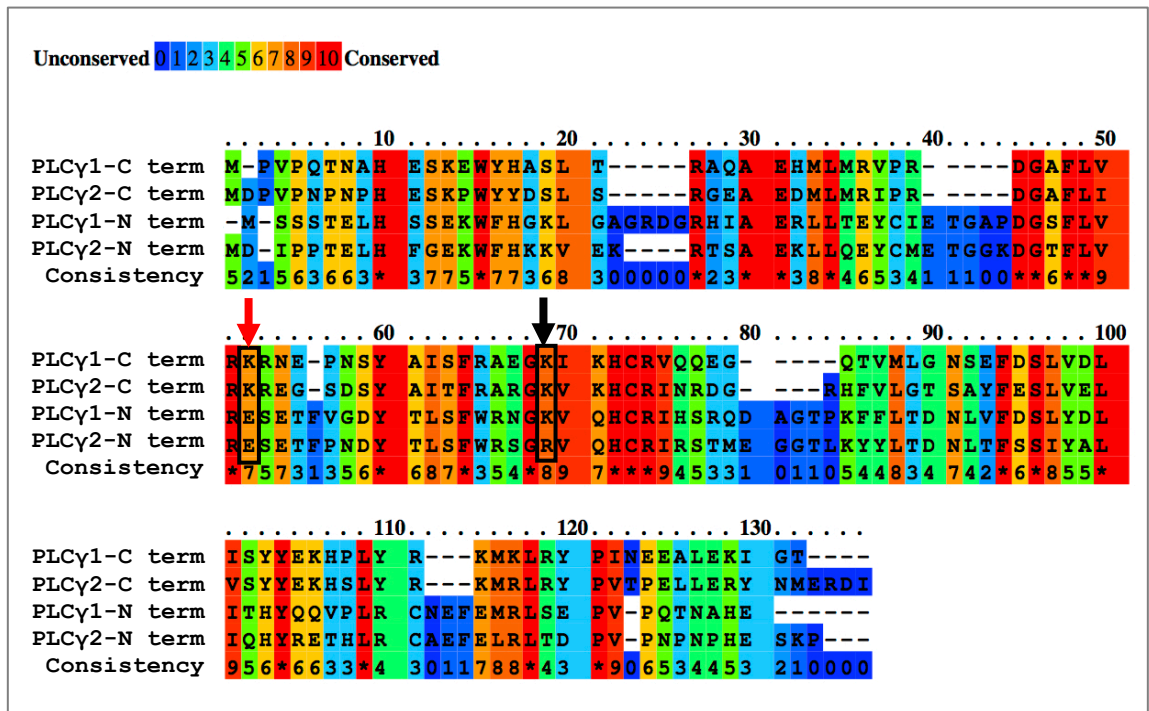 Unconserved 0 1 2 3 4 5 6 7 8 9 10 Conserved
. . . . . . . . . 10 . . . . . . . . . 20 . . . . . . . . . 30 . . . . . . . . . 40 . . . . . . . . . 50
PLCγ1-C term M-PVPQTNAH ESKEWYHASL T-----RAQA EHMLMRVPR- ----DGAFLV
PLCγ2-C term MDPVPNPNPH ESKPWYYDSL S-----RGEA EDMLMRIPR- ----DGAFLI
PLCγ1-N term -M-SSSTELH SSEKWFHGKL GAGRDGRHIA ERLLTEYCIE TGAPDGSFLV
PLCγ2-N term MD-IPPTELH FGEKWFHKKV EK----RTSA EKLLQEYCME TGGKDGTFLV
Consistency 521563663* 3775*77368 300000*23* *38*465341 1100**6**9
. . . . . . . . . 60 . . . . . . . . . 70 . . . . . . . . . 80 . . . . . . . . . 90 . . . . . . . . . 100
PLCγ1-C term RKRNE-PNSY AISFRAEGKI KHCRVQQEG- ----QTVMLG NSEFDSLVDL
PLCγ2-C term RKREG-SDSY AITFRARGKV KHCRINRDG- ----RHFVLGT SAYFESLVEL
PLCγ1-N term RESETFVGDY TLSFWRNGKV QHCRIHSRQD AGTPKFFLTD NLVFDSLYDL
PLCγ2-N term RESETFPNDY TLSFWRSGRV QHCRIRSTME GGTLKYYLTD NLTFSSIYAL
Consistency *75731356* 687*354*89 7***945331 0110544834 742*6*855*
. . . . . . . . . 110 . . . . . . . . . 120 . . . . . . . . . 130 . . . . . .
PLCγ1-C term ISYYEKHPLY R---KMKLRY PINEEALEKI GT----
PLCγ2-C term VSYYEKHSLY R---KMRLRY PVTPELLERY NMERDI
PLCγ1-N term ITHYQQVPLR CNEFEMRLSE PV-PQTNAHE ------
PLCγ2-N term IQHYRETHLR CAEFELRLTD PV-PNPNPHE SKP---
Consistency 956*6633*4 3011788*43 *906534453 210000